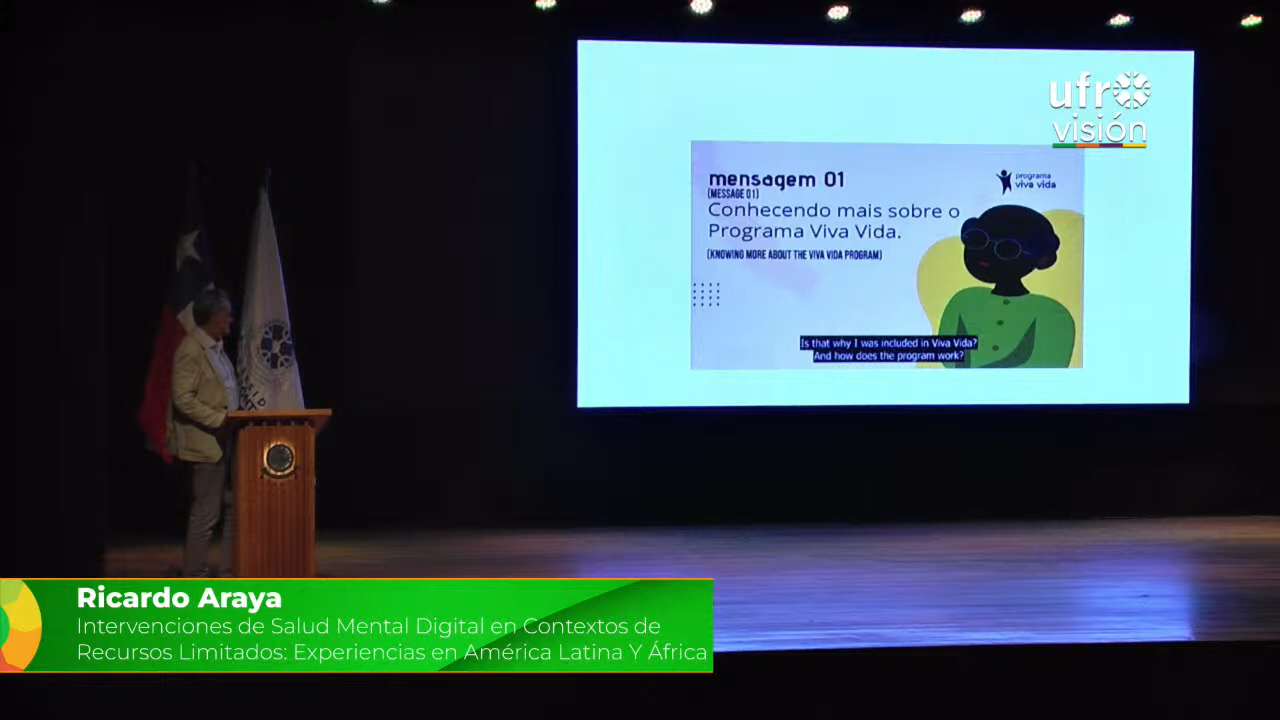 ufro
visión
mensagem 01
(MESSAGE 01)
Conhecendo mais sobre o
Programa Viva Vida.
(KNOWING MORE ABOUT THE VIVA VIDA PROGRAM)
programa
viva vida
Is that why I was included in Viva Vida?
And how does the program work?
Ricardo Araya
Intervenciones de Salud Mental Digital en Contextos de
Recursos Limitados: Experiencias en América Latina Y África